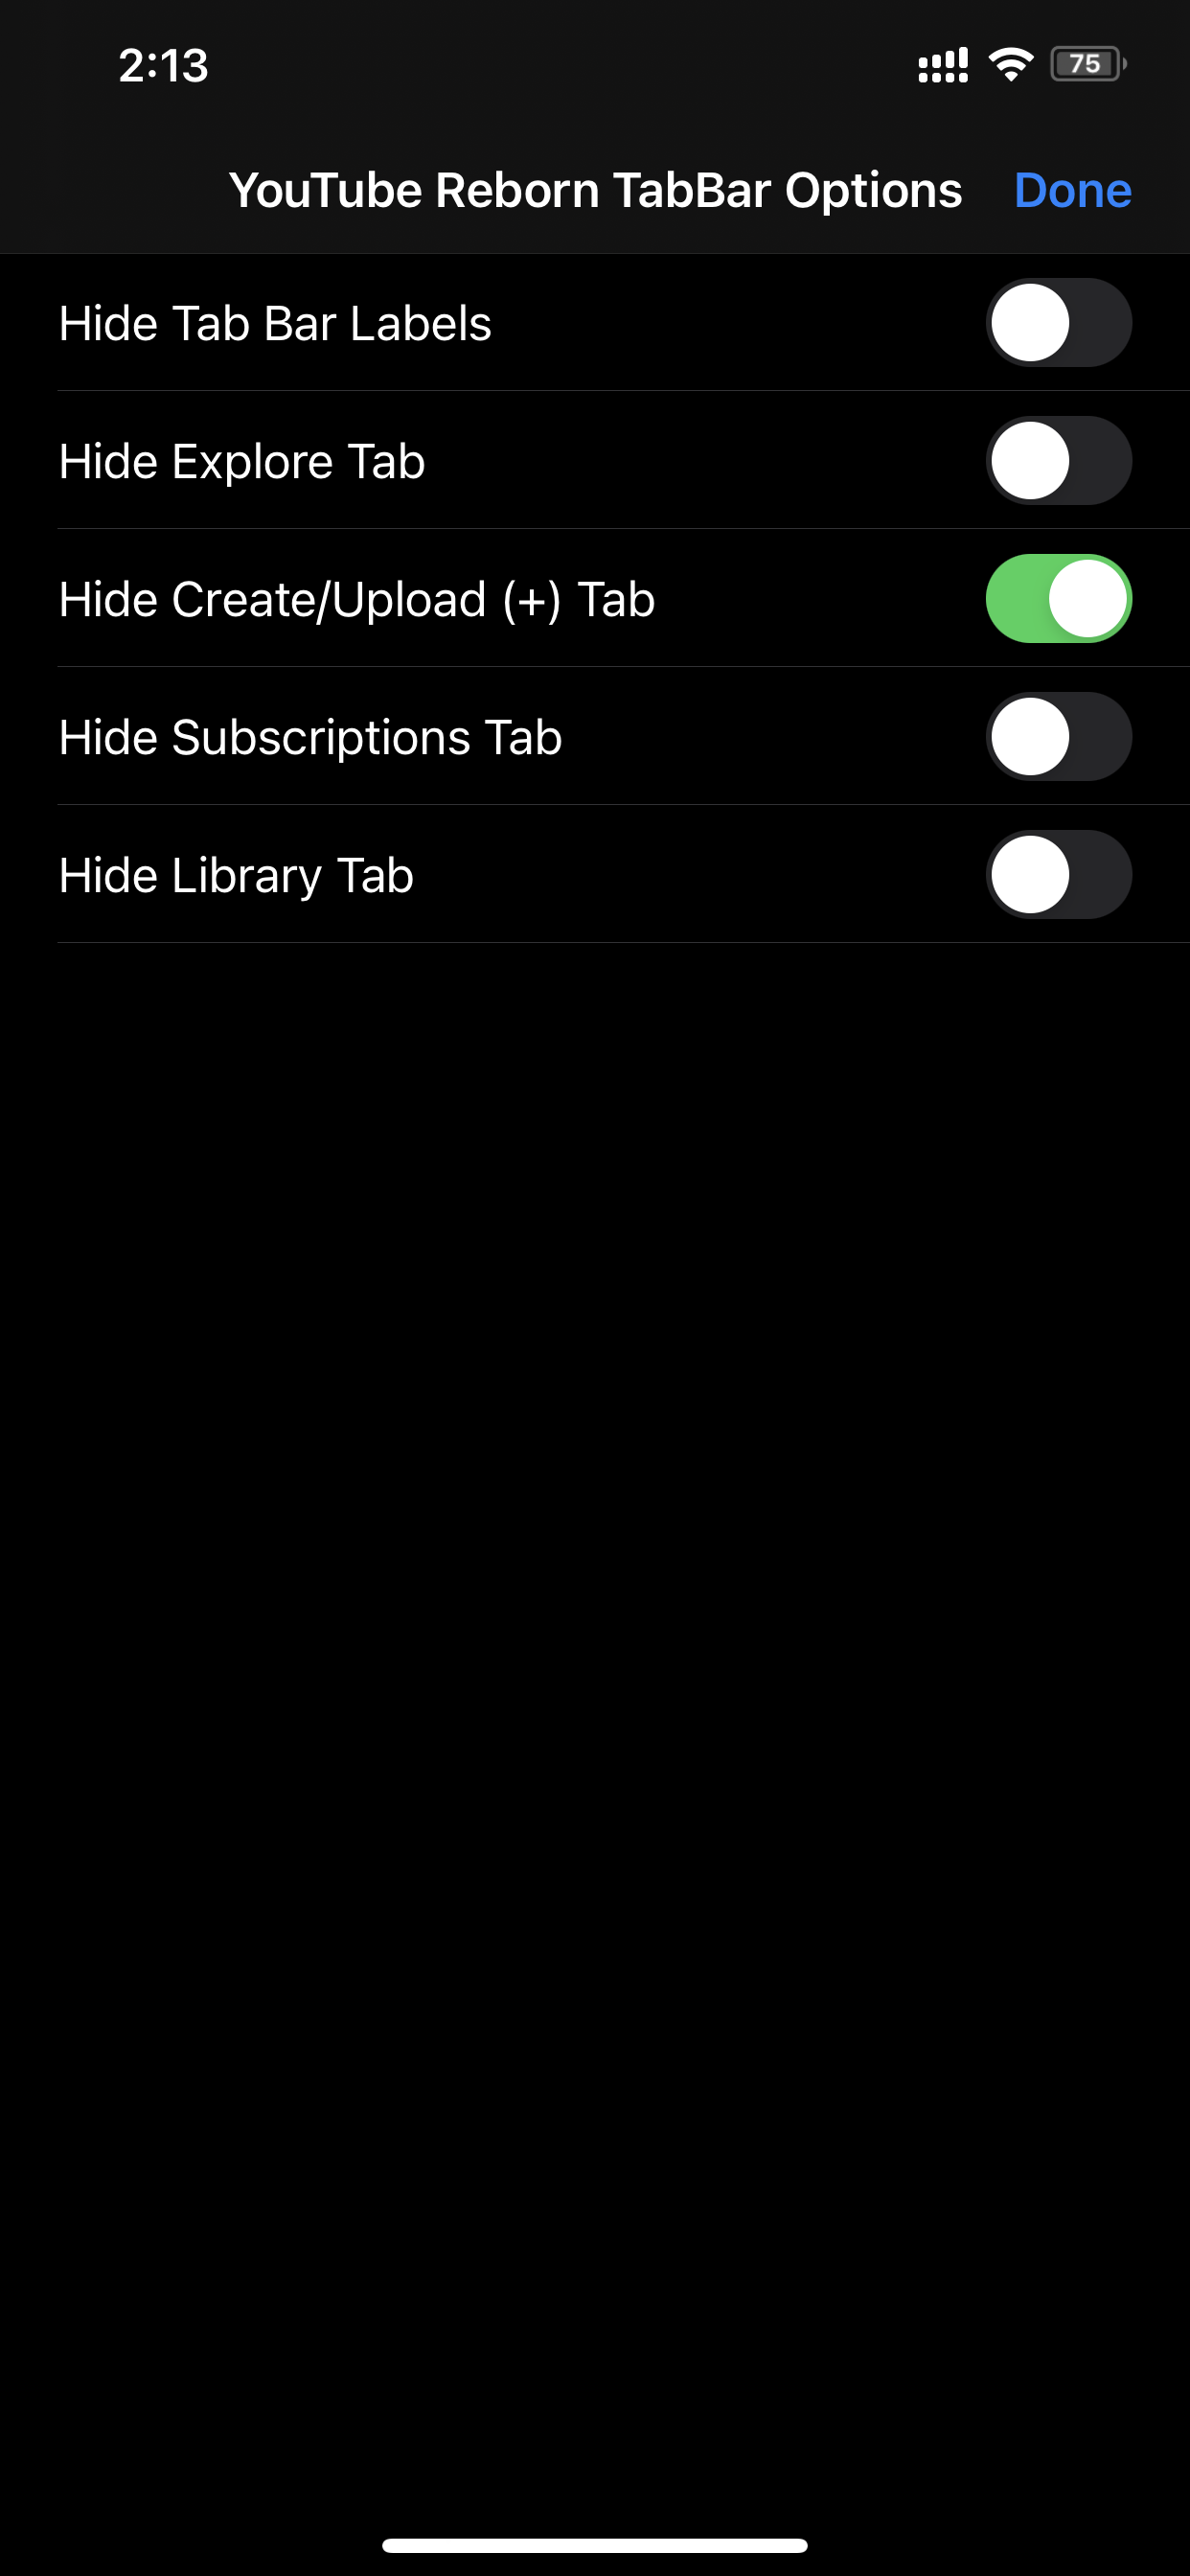 2:13
75
YouTube Reborn TabBar Options
Done
Hide Tab Bar Labels
Hide Explore Tab
Hide Create/Upload (+) Tab
Hide Subscriptions Tab
Hide Library Tab